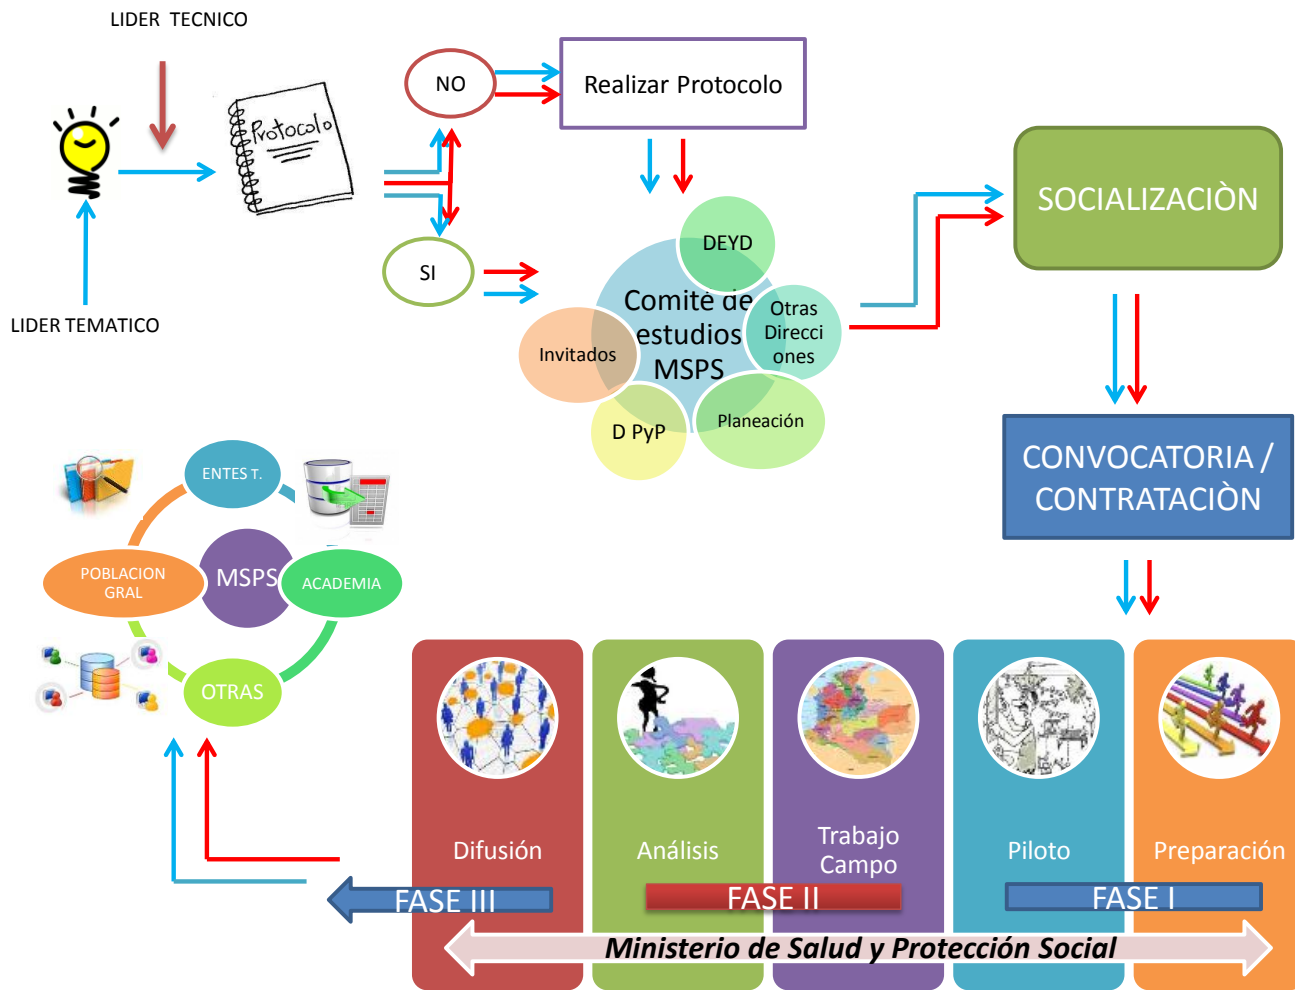 LIDER TECNICO
Protocolo
NO
Realizar Protocolo
SI
LIDER TEMATICO
DEYD
Comité de
estudios
MSPS
Otras
Direcci
ones
Invitados
D PyP
Planeación
SOCIALIZACIÒN
CONVOCATORIA /
CONTRATACIÒN
ENTES T.
POBLACION
GRAL
MSPS
ACADEMIA
OTRAS
Difusión
Análisis
Trabajo
Campo
Piloto
Preparación
FASE III
FASE II
FASE I
Ministerio de Salud y Protección Social